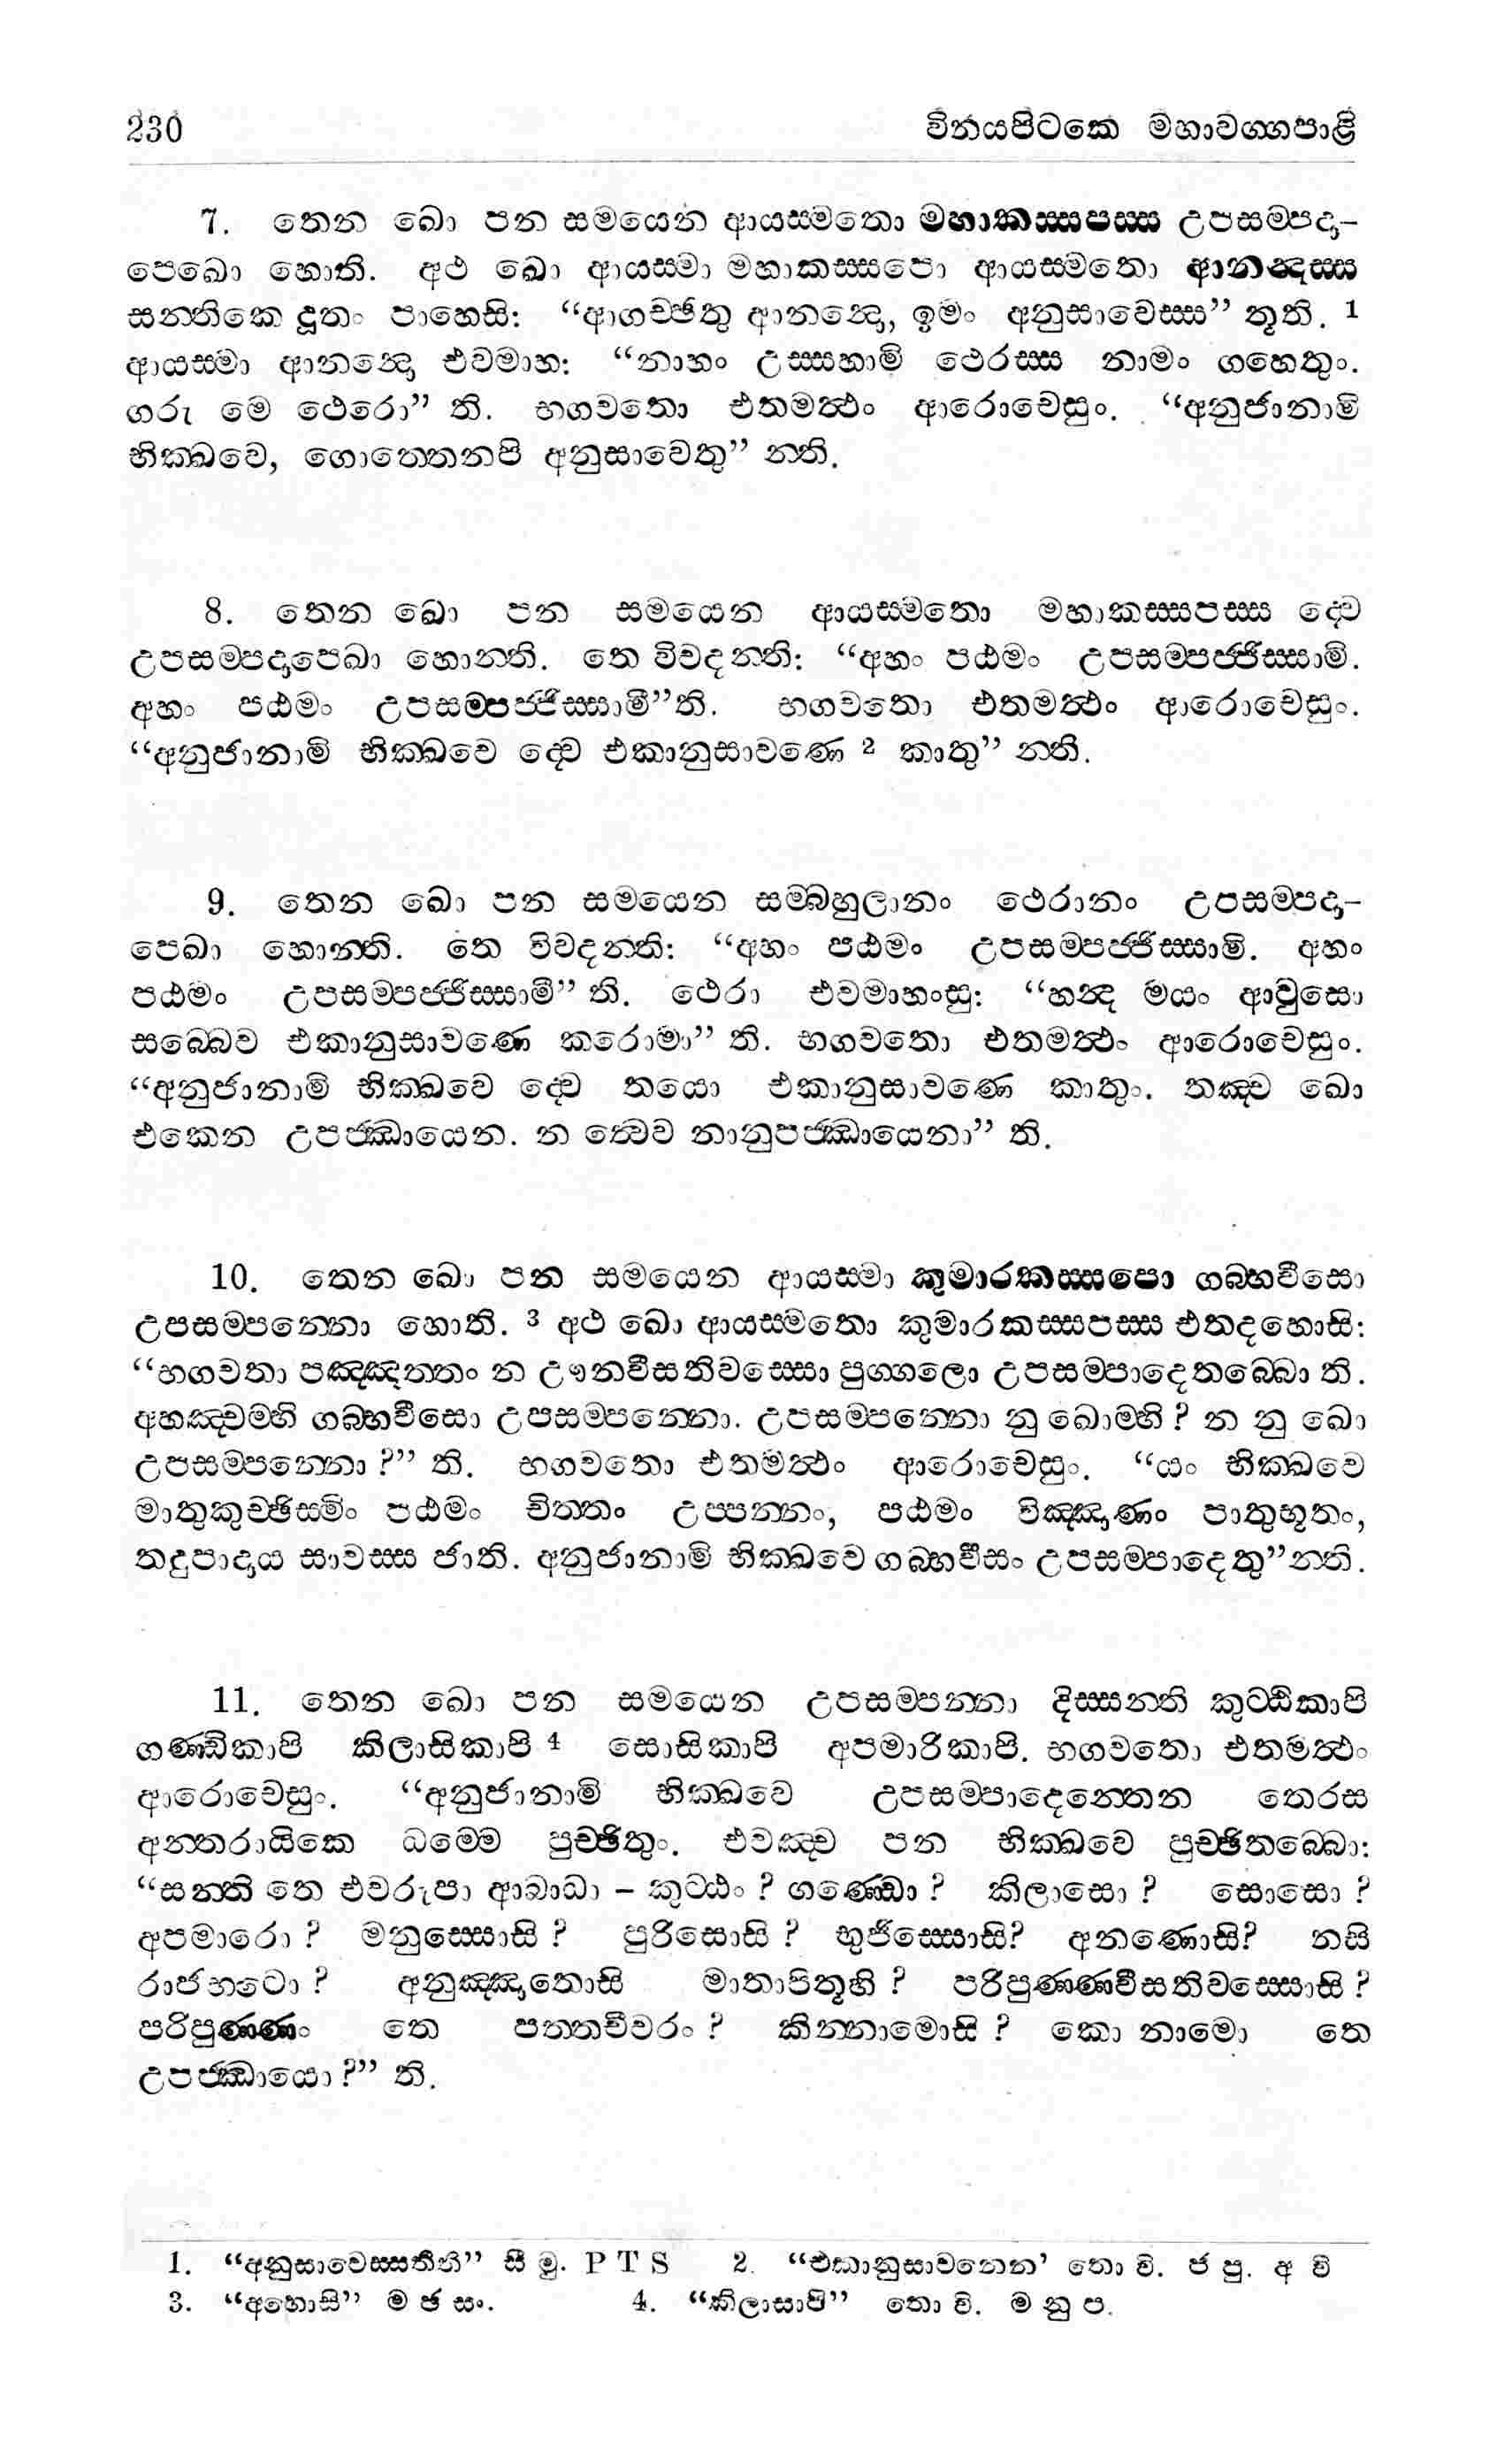 230 විනයපිටකෙ මහාවග්ගපාළි
7. තෙන ඛො පන සමයෙන ආයස්මතො මහාකස්සපස්ස උපසම්පදා-
පෙඛො හොති. අථ ඛො ආයස්මා මහාකස්සපො ආයස්මතො ආනන්දස්ස
සන්තිකෙ දූතං පාහෙසි: “ආගච්ඡතු ආනන්දො, ඉමං අනුසාවෙස්ස” තූති. 1
ආයස්මා ආනන්දො එවමාහ: “නාහං උස්සහාමි ථෙරස්ස නාමං ගහෙතුං.
ගරු මෙ ථෙරො” ති. භගවතො එතමත්ථං ආරොචෙසුං. “අනුජානාමි
භික්ඛවෙ, ගොත්තෙනපි අනුසාවෙතු” න්ති.
8. තෙන ඛො පන සමයෙන ආයස්මතො මහාකස්සපස්ස ද්වෙ
උපසම්පදාපෙඛා හොන්ති. තෙ විවදන්ති: “අහං පඨමං උපසම්පජ්ජිස්සාමි.
අහං පඨමං උපසම්පජ්ජිස්සාමී”ති. භගවතො එතමත්ථං ආරොචෙසුං.
“අනුජානාමි භික්ඛවෙ ද්වෙ එකානුසාවණෙ 2 කාතු” න්ති.
9. තෙන ඛො පන සමයෙන සම්බහුලානං ථෙරානං උපසම්පදා-
පෙඛා හොන්ති. තෙ විවදන්ති: “අහං පඨමං උපසම්පජ්ජිස්සාමි. අහං
පඨමං උපසම්පජ්ජිස්සාමී” ති. ථෙරා එවමාහංසු: “හන්ද මයං ආවුසො
සබ්බෙව එකානුසාවණෙ කරොමා” ති. භගවතො එතමත්ථං ආරොචෙසුං.
“අනුජානාමි භික්ඛවෙ ද්වෙ තයො එකානුසාවණෙ කාතුං. තඤ්ච ඛො
එකෙන උපජ්ඣායෙන. න ත්වෙව නානුපජ්ඣායෙනා” ති.
10. තෙන ඛො පන සමයෙන ආයස්මා කුමාරකස්සපො ගබ්භවීසො
උපසම්පන්නො හොති. 3 අථ ඛො ආයස්මතො කුමාරකස්සපස්ස එතදහොසි:
“භගවතා පඤ්ඤත්තං න ඌනවීසතිවස්සො පුග්ගලො උපසම්පාදෙතබ්බො ති.
අහඤ්චම්හි ගබ්භවීසො උපසම්පන්නො. උපසම්පන්නො නු ඛොම්හි ? න නු ඛො
උපසම්පන්නො ?” ති. භගවතො එතමත්ථං ආරොචෙසුං. “යං භික්ඛවෙ
මාතුකුච්ඡිස්මිං පඨමං චිත්තං උප්පන්නං, පඨමං විඤ්ඤාණං පාතුභූතං,
තදුපාදාය සාවස්ස ජාති. අනුජානාමි භික්ඛවෙ ගබ්භවීසං උපසම්පාදෙතු”න්ති.
11. තෙන ඛො පන සමයෙන උපසම්පන්නා දිස්සන්ති කුට්ඨිකාපි
ගණ්ඩිකාපි කිලාසිකාපි 4 සොසිකාපි අපමාරිකාපි. භගවතො එතමත්ථං
ආරොචෙසුං. “අනුජානාමි භික්ඛවෙ උපසම්පාදෙන්තෙන තෙරස
අන්තරායිකෙ ධම්මෙ පුච්ඡිතුං. එවඤ්ච පන භික්ඛවෙ පුච්ඡිතබ්බො:
“සන්ති තෙ එවරූපා ආබාධා – කුට්ඨං ? ගණ්ඩො ? කිලාසො ? සොසො ?
අපමාරො ? මනුස්සොසි ? පුරිසොසි ? භුජිස්සොසි? අනණොසි? නසි
රාජභටො ? අනුඤ්ඤාතොසි මාතාපිතූහි ? පරිපුණ්ණවීසතිවස්සොසි ?
පරිපුණ්ණං තෙ පත්තචීවරං ? කින්නාමොසි ? කො නාමො තෙ
උපජ්ඣායො ?” ති.
1. “අනුසාවෙස්සතීති” සී මු. P T S 2. “එකානුසාවනෙන’ තො වි. ජ පු. අ වි
3. “අහොසි” ම ඡ සං. 4. “කිලාසාපි” තො වි. ම නු ප.